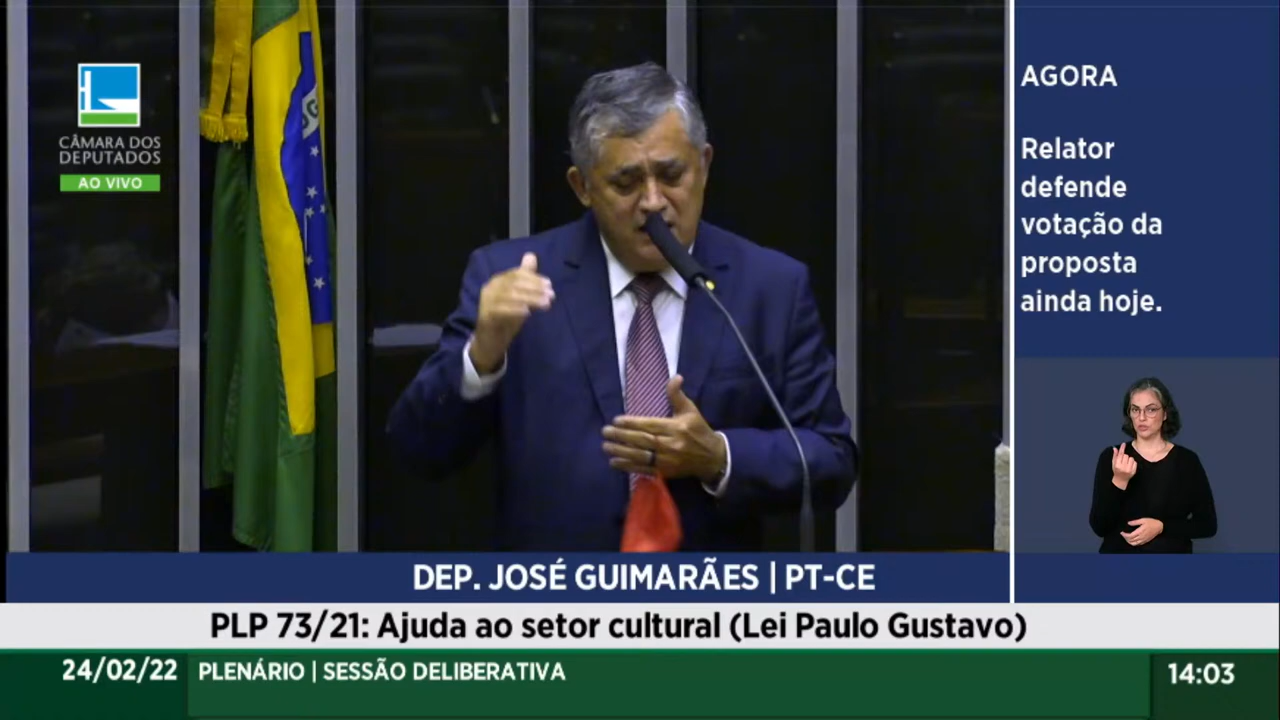 CÂMARA DOS
DEPUTADOS
AO VIVO
AGORA
Relator
defende
votação da
proposta
ainda hoje.
DEP. JOSÉ GUIMARÃES | PT-CE
PLP 73/21: Ajuda ao setor cultural (Lei Paulo Gustavo)
24/02/22
PLENÁRIO | SESSÃO DELIBERATIVA
14:03